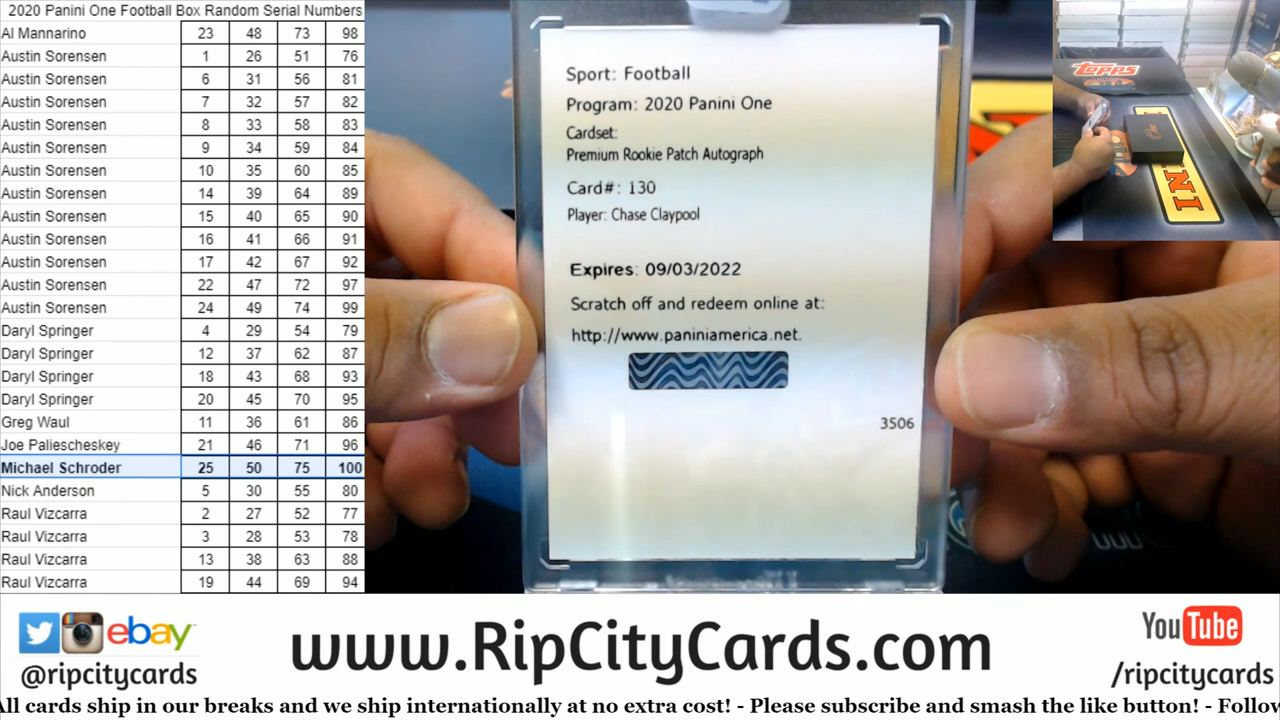 2020 Panini One Football Box Random Serial Numbers
Al Mannarino 23 48 73 98
Austin Sorensen 1 26 51 76
Austin Sorensen 6 31 56 81
Austin Sorensen 7 32 57 82
Austin Sorensen 8 33 58 83
Austin Sorensen 9 34 59 84
Austin Sorensen 10 35 60 85
Austin Sorensen 14 39 64 89
Austin Sorensen 15 40 65 90
Austin Sorensen 16 41 66 91
Austin Sorensen 17 42 67 92
Austin Sorensen 22 47 72 97
Austin Sorensen 24 49 74 99
Daryl Springer 4 29 54 79
Daryl Springer 12 37 62 87
Daryl Springer 18 43 68 93
Daryl Springer 20 45 70 95
Greg Waul 11 36 61 86
Joe Paliescheskey 21 46 71 96
Michael Schroder 25 50 75 100
Nick Anderson 5 30 55 80
Raul Vizcarra 2 27 52 77
Raul Vizcarra 3 28 53 78
Raul Vizcarra 13 38 63 88
Raul Vizcarra 19 44 69 94
Sport: Football
Program: 2020 Panini One
Cardset:
Premium Rookie Patch Autograph
Card#: 130
Player: Chase Claypool
Expires: 09/03/2022
Scratch off and redeem online at:
http://www.paniniamerica.net.
3506
Topps
NINI
ebay
@ripcitycards
www.RipCityCards.com
YouTube
/ripcitycards
All cards ship in our breaks and we ship internationally at no extra cost! - Please subscribe and smash the like button! - Follow